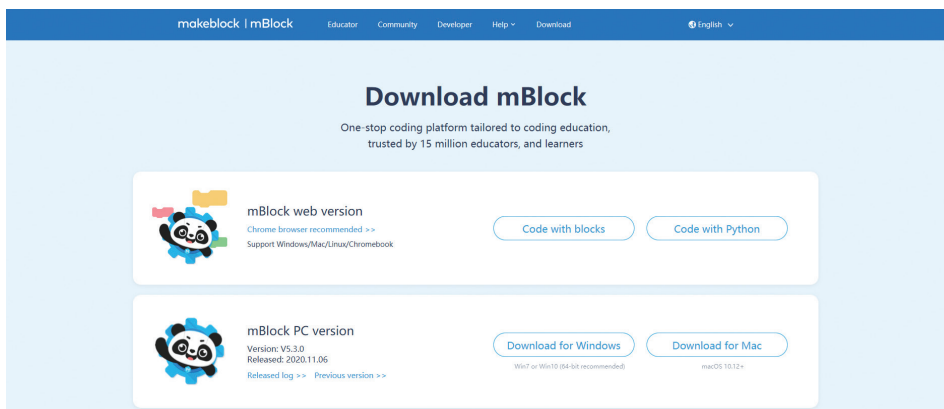 makeblock | mBlock Educator Community Developer Help Download English
Download mBlock
One-stop coding platform tailored to coding education,
trusted by 15 million educators, and learners
mBlock web version
Chrome browser recommended >>
Support Windows/Mac/Linux/Chromebook
Code with blocks Code with Python
mBlock PC version
Version: V5.3.0
Released: 2020.11.06
Released log >> Previous version >>
Download for Windows Download for Mac
Win7 or Win10 (64-bit recommended) macOS 10.12+